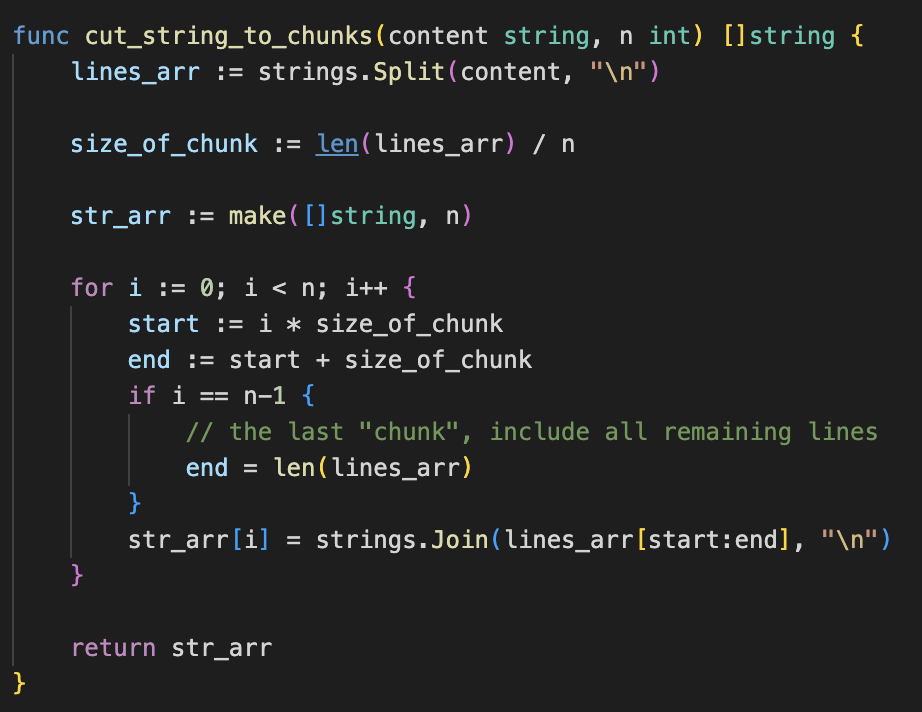 func cut_string_to_chunks(content string, n int) []string {
    lines_arr := strings.Split(content, "\n")

    size_of_chunk := len(lines_arr) / n

    str_arr := make([]string, n)

    for i := 0; i < n; i++ {
        start := i * size_of_chunk
        end := start + size_of_chunk
        if i == n-1 {
            // the last "chunk", include all remaining lines
            end = len(lines_arr)
        }
        str_arr[i] = strings.Join(lines_arr[start:end], "\n")
    }

    return str_arr
}